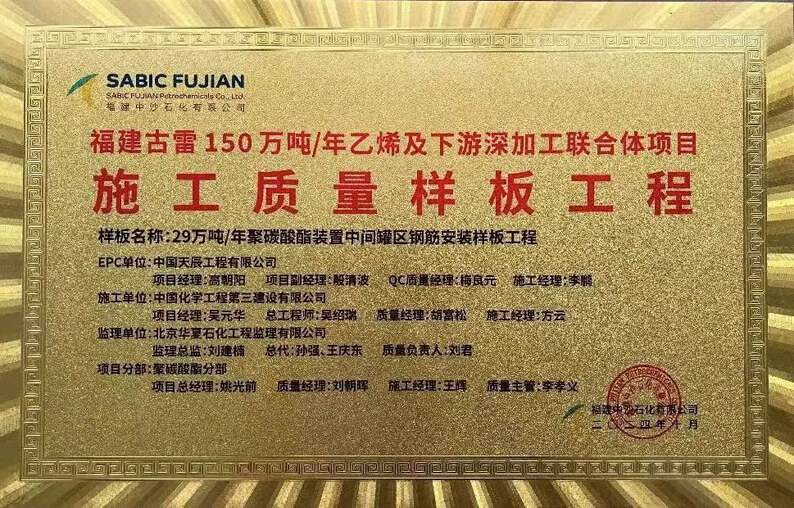 SABIC FUJIAN
SABIC FUJIAN Petrochemicals Co., Ltd.
福建中沙石化有限公司
福建古雷150万吨/年乙烯及下游深加工联合体项目
施工质量样板工程
样板名称:29万吨/年聚碳酸酯装置中间罐区钢筋安装样板工程
EPC单位:中国天辰工程有限公司
项目经理:高朝阳 项目副经理:殷清波 QC质量经理:梅良元 施工经理:李鹏
施工单位:中国化学工程第三建设有限公司
项目经理:吴元华 总工程师:吴绍瑞 质量经理:胡富松 施工经理:方云
监理单位:北京华夏石化工程监理有限公司
监理总监:刘建楠 总代:孙强、王庆东 质量负责人:刘君
项目分部:聚碳酸酯分部
项目总经理:姚光前 质量经理:刘朝晖 施工经理:王辉 质量主管:李孝义
福建中沙石化有限公司
二〇二四年十月